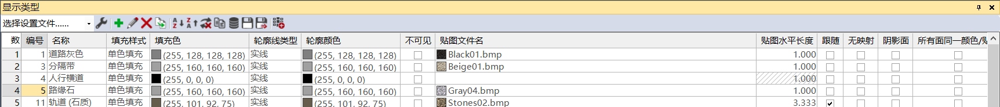 显示类型
选择设置文件......
数 编号 名称 填充样式 填充色 轮廓线类型 轮廓颜色 不可见 贴图文件名 贴图水平长度 跟随 无映射 阴影面 所有面同一颜色/贴
1 1 道路灰色 单色填充 (255, 128, 128, 128) 实线 (255, 128, 128, 128) Black01.bmp 1.000
2 3 分隔带 单色填充 (255, 160, 160, 160) 实线 (255, 160, 160, 160) Beige01.bmp 1.000
3 4 人行横道 单色填充 (255, 0, 0, 0) 实线 (255, 0, 0, 0) 1.000
4 5 路缘石 单色填充 (255, 160, 160, 160) 实线 (255, 160, 160, 160) Gray04.bmp 1.000
5 11 轨道 (石质) 单色填充 (255, 101, 92, 75) 实线 (255, 101, 92, 75) Stones02.bmp 3.333